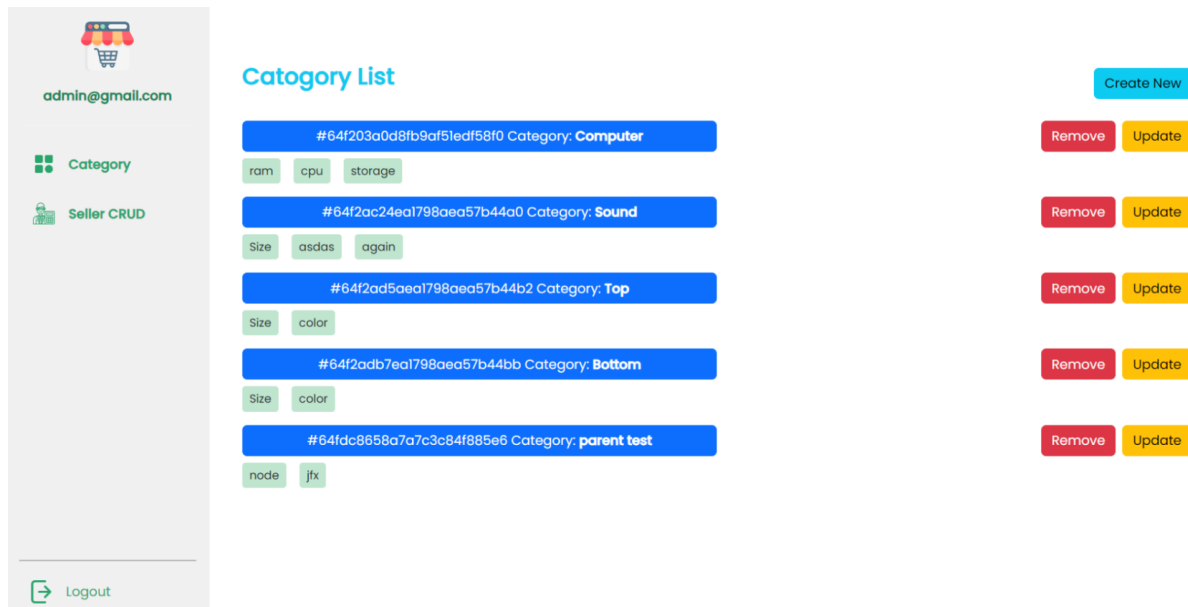 admin@gmail.com
Category
Seller CRUD
Logout
Catogory List
Create New
#64f203a0d8fb9af51edf58f0 Category: Computer
Remove Update
ram cpu storage
#64f2ac24ea1798aea57b44a0 Category: Sound
Remove Update
Size asdas again
#64f2ad5aea1798aea57b44b2 Category: Top
Remove Update
Size color
#64f2adb7ea1798aea57b44bb Category: Bottom
Remove Update
Size color
#64fdc8658a7a7c3c84f885e6 Category: parent test
Remove Update
node jfx